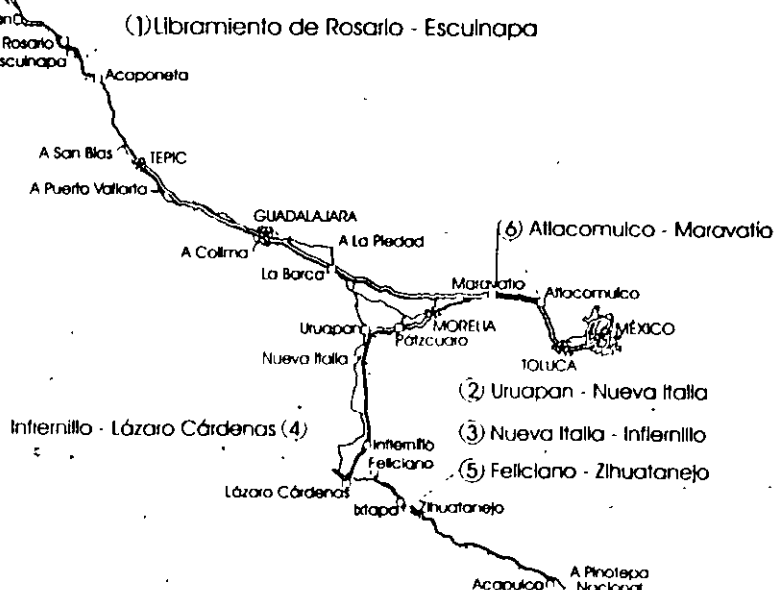 (1) Libramiento de Rosario - Escuinapa
Rosario
Acaponeta
A San Blas
TEPIC
A Puerto Vallarta
GUADALAJARA
A Colima
A La Piedad
La Barca
(6) Atlacomulco - Maravatío
Maravatío
Atlacomulco
MORELIA
MÉXICO
Uruapan
Pátzcuaro
TOLUCA
Nueva Italia
(2) Uruapan - Nueva Italia
Infiernillo - Lázaro Cárdenas (4)
(3) Nueva Italia - Infiernillo
Infiernillo
Feliciano
(5) Feliciano - Zihuatanejo
Lázaro Cárdenas
Ixtapa
Zihuatanejo
Acapulco
A Pinotepa
Nacional